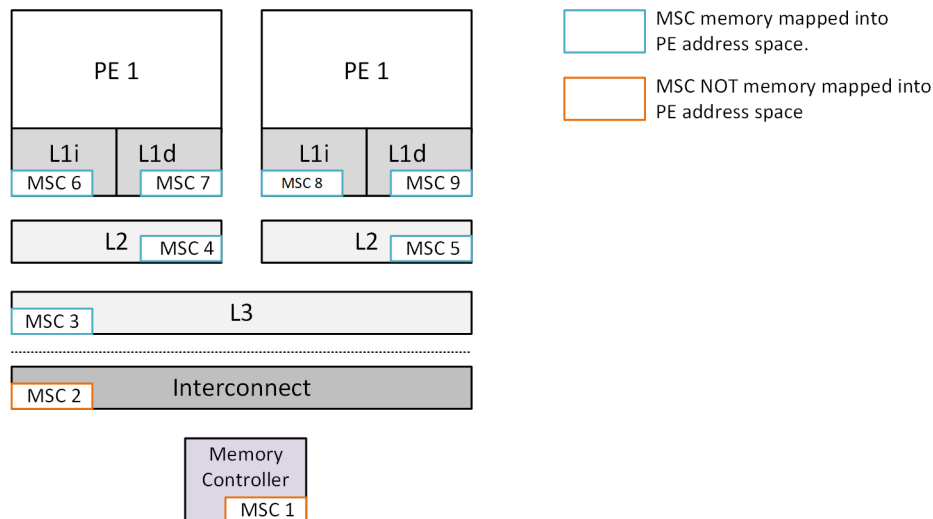 MSC memory mapped into
PE address space.
MSC NOT memory mapped into
PE address space
PE 1
PE 1
L1i
L1d
L1i
L1d
MSC 6
MSC 7
MSC 8
MSC 9
L2
MSC 4
L2
MSC 5
L3
MSC 3
Interconnect
MSC 2
Memory
Controller
MSC 1